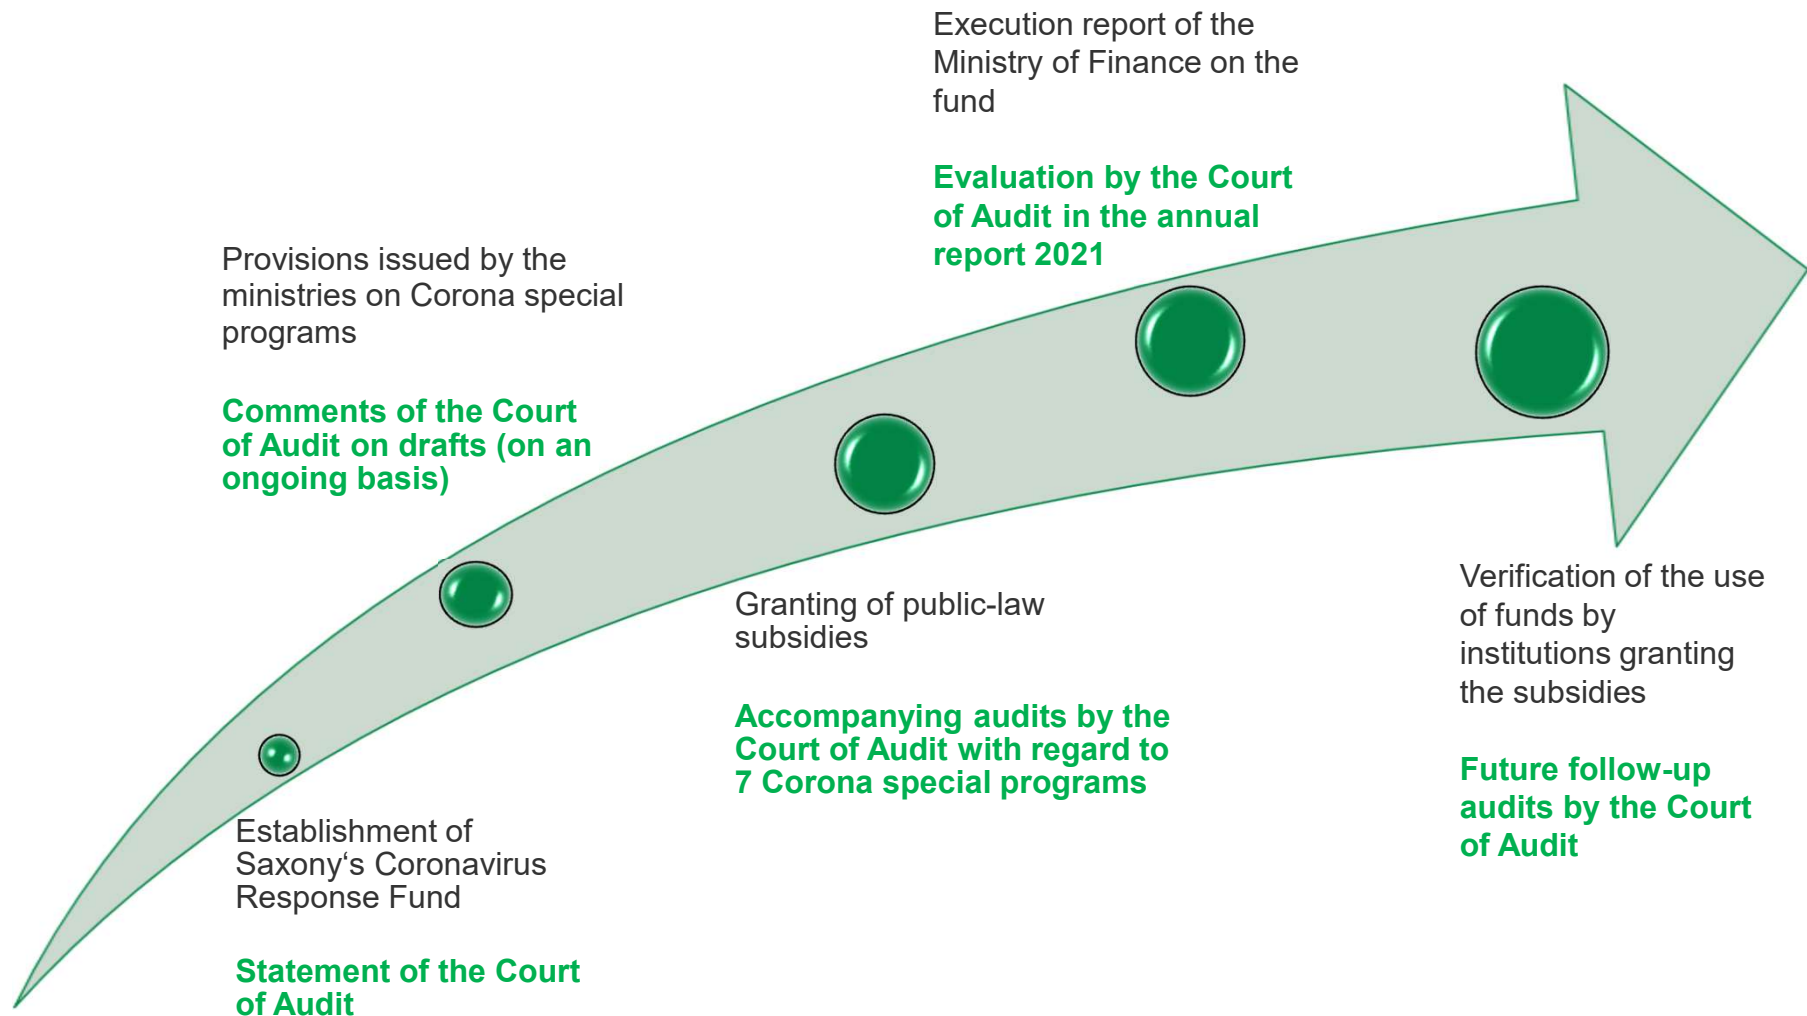 Execution report of the
Ministry of Finance on the
fund
Evaluation by the Court
of Audit in the annual
report 2021
Provisions issued by the
ministries on Corona special
programs
Comments of the Court
of Audit on drafts (on an
ongoing basis)
Granting of public-law
subsidies
Accompanying audits by the
Court of Audit with regard to
7 Corona special programs
Verification of the use
of funds by
institutions granting
the subsidies
Future follow-up
audits by the Court
of Audit
Establishment of
Saxony‘s Coronavirus
Response Fund
Statement of the Court
of Audit